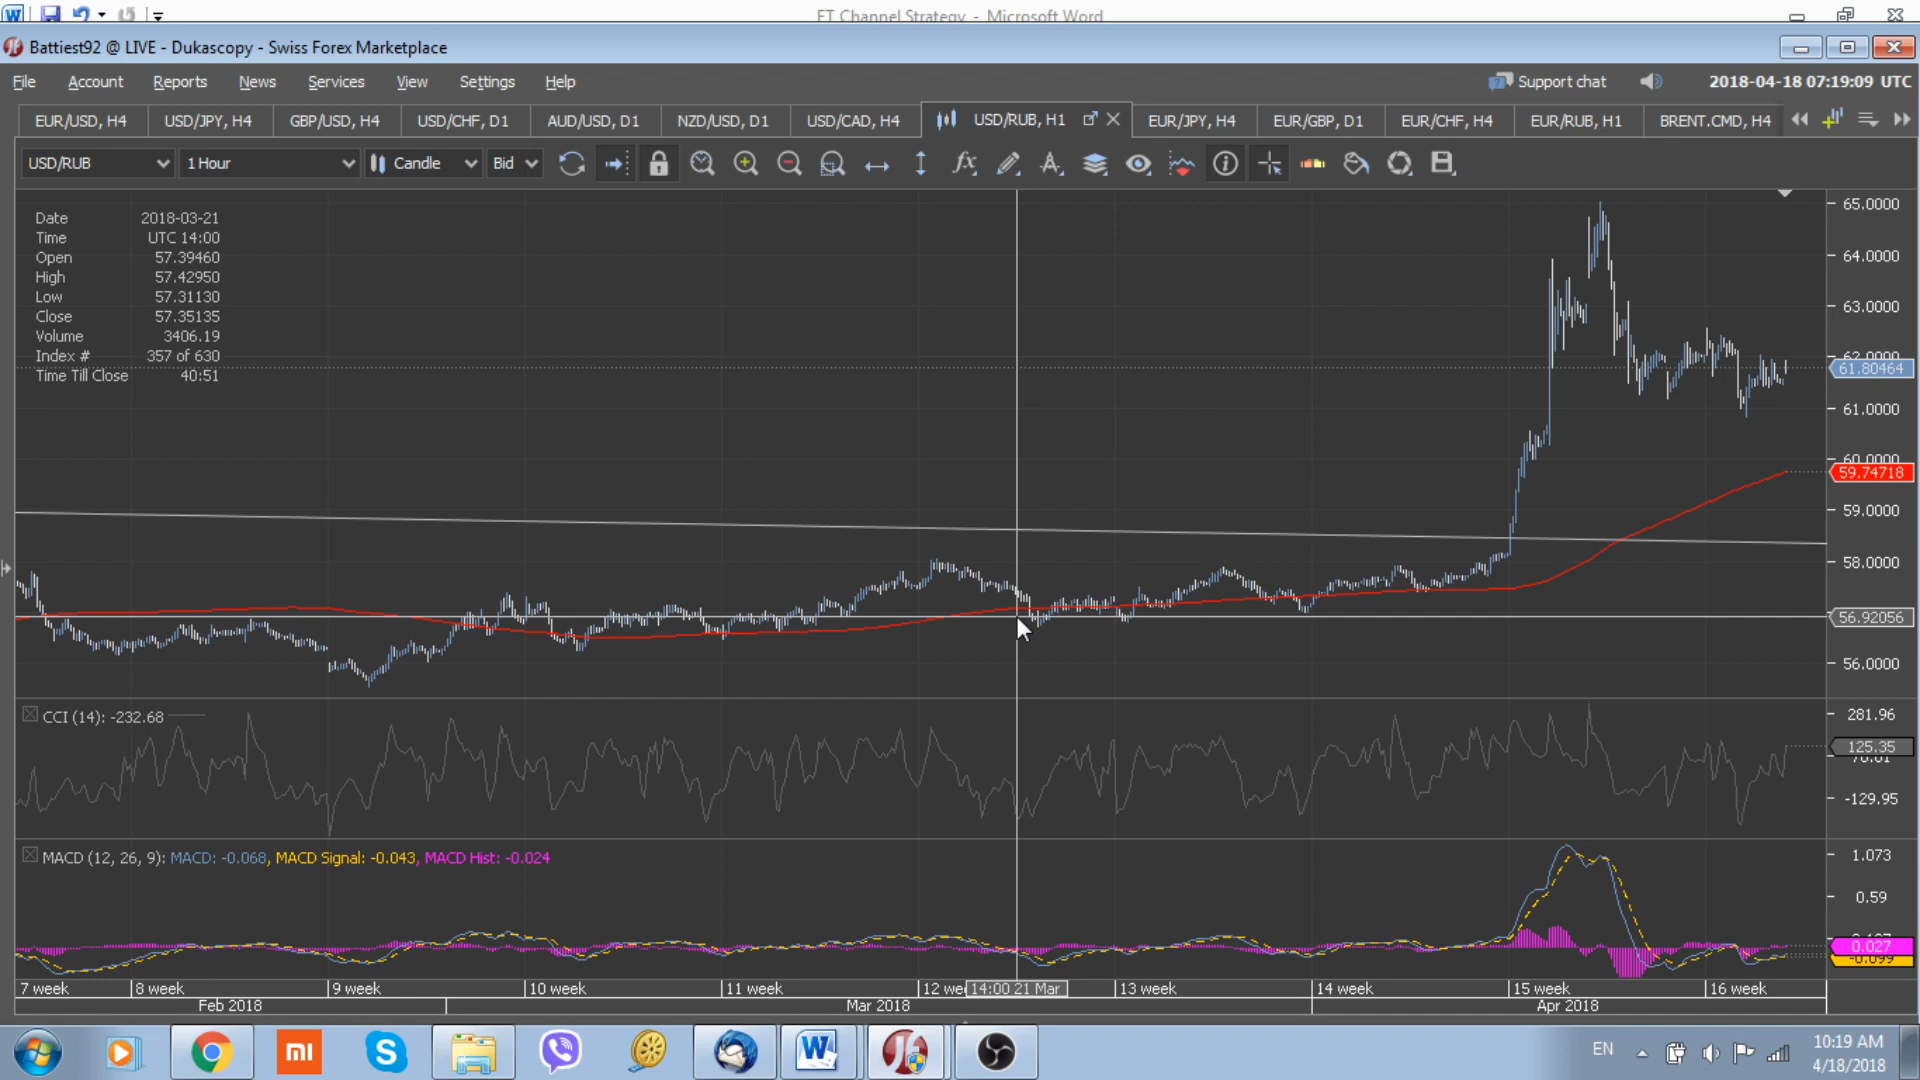 ET Channel Strategy - Microsoft Word
Battiest92 @ LIVE - Dukascopy - Swiss Forex Marketplace
File Account Reports News Services View Settings Help Support chat 2018-04-18 07:19:09 UTC
EUR/USD, H4 USD/JPY, H4 GBP/USD, H4 USD/CHF, D1 AUD/USD, D1 NZD/USD, D1 USD/CAD, H4 USD/RUB, H1 EUR/JPY, H4 EUR/GBP, D1 EUR/CHF, H4 EUR/RUB, H1 BRENT.CMD, H4
USD/RUB 1 Hour Candle Bid
Date 2018-03-21
Time UTC 14:00
Open 57.39460
High 57.42950
Low 57.31130
Close 57.35135
Volume 3406.19
Index # 357 of 630
Time Till Close 40:51
65.0000
64.0000
63.0000
62.0000
61.80464
61.0000
60.0000
59.74718
59.0000
58.0000
56.92056
56.0000
CCI (14): -232.68
281.96
125.35
-129.95
MACD (12, 26, 9): MACD: -0.068, MACD Signal: -0.043, MACD Hist: -0.024
1.073
0.59
0.027
-0.099
7 week 8 week 9 week 10 week 11 week 12 we 14:00 21 Mar 13 week 14 week 15 week 16 week
Feb 2018 Mar 2018 Apr 2018
EN 10:19 AM
4/18/2018